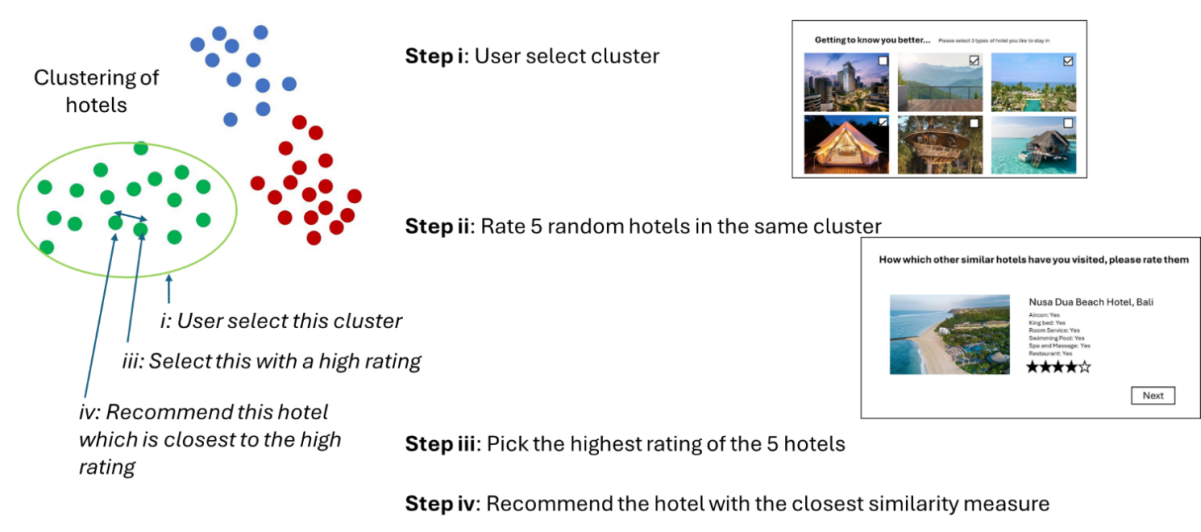 Clustering of
hotels
i: User select this cluster
iii: Select this with a high rating
iv: Recommend this hotel
which is closest to the high
rating
Step i: User select cluster
Getting to know you better... Please select 3 types of hotel you like to stay in
Step ii: Rate 5 random hotels in the same cluster
How which other similar hotels have you visited, please rate them
Nusa Dua Beach Hotel, Bali
Aircon: Yes
King bed: Yes
Room Service: Yes
Swimming Pool: Yes
Spa and Massage: Yes
Restaurant: Yes
Next
Step iii: Pick the highest rating of the 5 hotels
Step iv: Recommend the hotel with the closest similarity measure